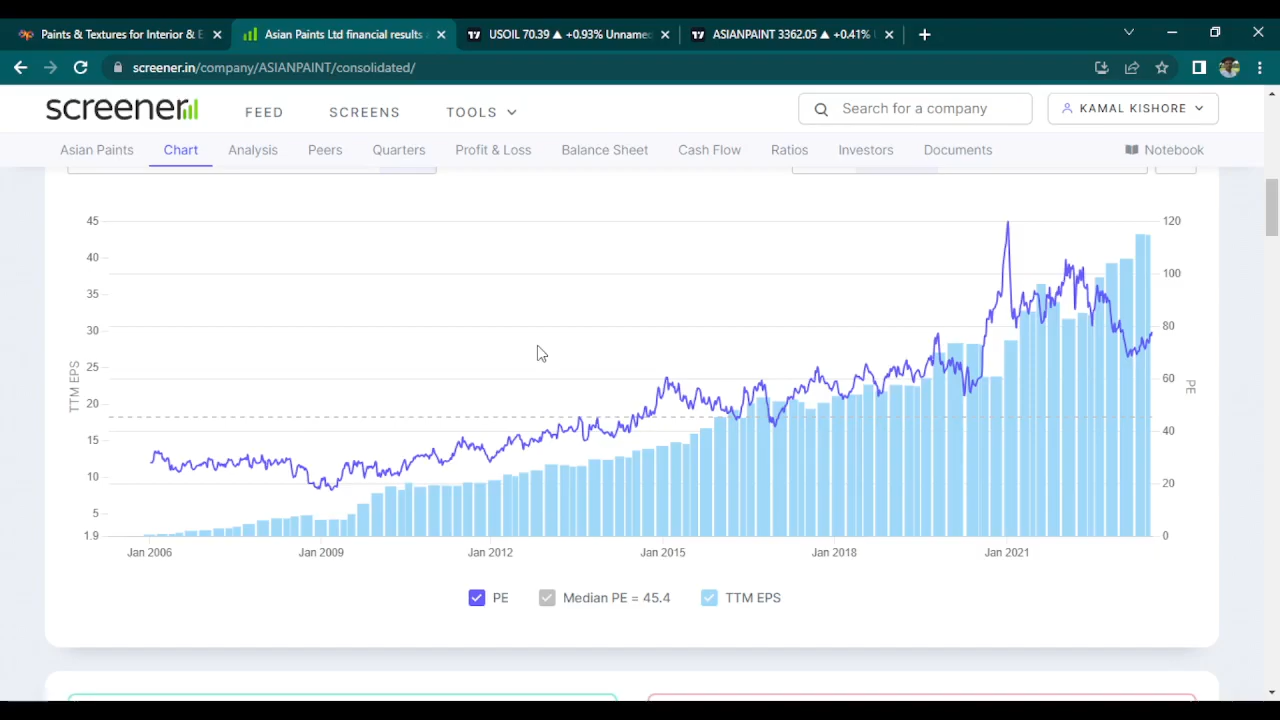 Paints & Textures for Interior & E
Asian Paints Ltd financial results
USOIL 70.39 ▲ +0.93% Unname
ASIANPAINT 3362.05 ▲ +0.41%
screener.in/company/ASIANPAINT/consolidated/
screener
FEED SCREENS TOOLS
Search for a company
KAMAL KISHORE
Asian Paints Chart Analysis Peers Quarters Profit & Loss Balance Sheet Cash Flow Ratios Investors Documents Notebook
45 120
40
100
35
30 80
25
TTM EPS
60
PE
20
15 40
10
20
5
1.9 0
Jan 2006 Jan 2009 Jan 2012 Jan 2015 Jan 2018 Jan 2021
PE Median PE = 45.4 TTM EPS